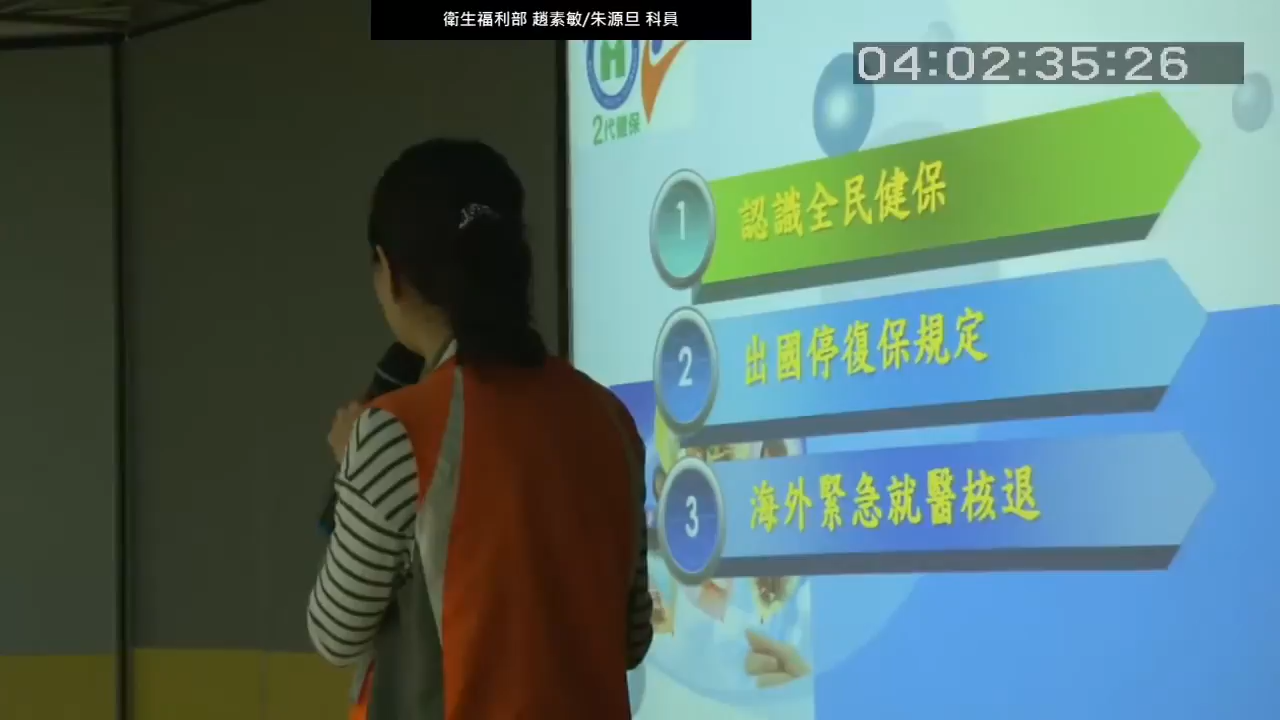 衛生福利部 趙素敏/朱源旦 科員
04:02:35:26
2代健保
1 認識全民健保
2 出國停復保規定
3 海外緊急就醫核退